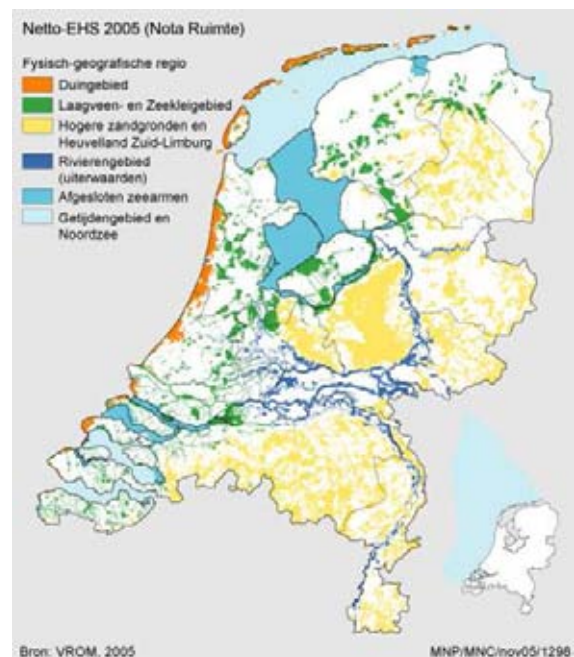 Netto-EHS 2005 (Nota Ruimte)
Fysisch-geografische regio
Duingebied
Laagveen- en Zeekleigebied
Hogere zandgronden en
Heuvelland Zuid-Limburg
Rivierengebied
(uiterwaarden)
Afgesloten zeearmen
Getijdengebied en
Noordzee
Bron: VROM, 2005
MNP/MNC/nov05/1298